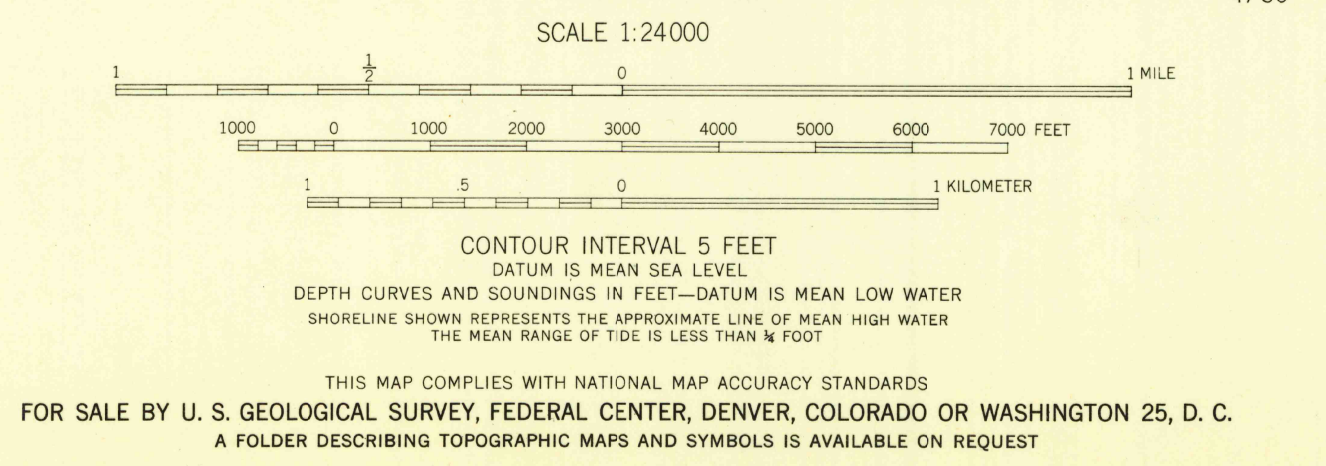 SCALE 1:24000
1 1/2 0 1 MILE
1000 0 1000 2000 3000 4000 5000 6000 7000 FEET
1 .5 0 1 KILOMETER
CONTOUR INTERVAL 5 FEET
DATUM IS MEAN SEA LEVEL
DEPTH CURVES AND SOUNDINGS IN FEET—DATUM IS MEAN LOW WATER
SHORELINE SHOWN REPRESENTS THE APPROXIMATE LINE OF MEAN HIGH WATER
THE MEAN RANGE OF TIDE IS LESS THAN ¾ FOOT
THIS MAP COMPLIES WITH NATIONAL MAP ACCURACY STANDARDS
FOR SALE BY U. S. GEOLOGICAL SURVEY, FEDERAL CENTER, DENVER, COLORADO OR WASHINGTON 25, D. C.
A FOLDER DESCRIBING TOPOGRAPHIC MAPS AND SYMBOLS IS AVAILABLE ON REQUEST